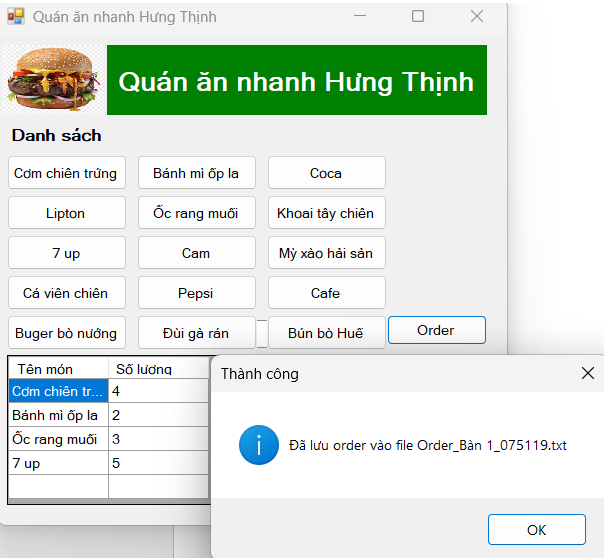 Quán ăn nhanh Hưng Thịnh
Quán ăn nhanh Hưng Thịnh
Danh sách
Cơm chiên trứng Bánh mì ốp la Coca
Lipton Ốc rang muối Khoai tây chiên
7 up Cam Mỳ xào hải sản
Cá viên chiên Pepsi Cafe
Buger bò nướng Đùi gà rán Bún bò Huế Order
Tên món Số lượng
Cơm chiên tr... 4
Bánh mì ốp la 2
Ốc rang muối 3
7 up 5
Thành công
Đã lưu order vào file Order_Bàn 1_075119.txt
OK